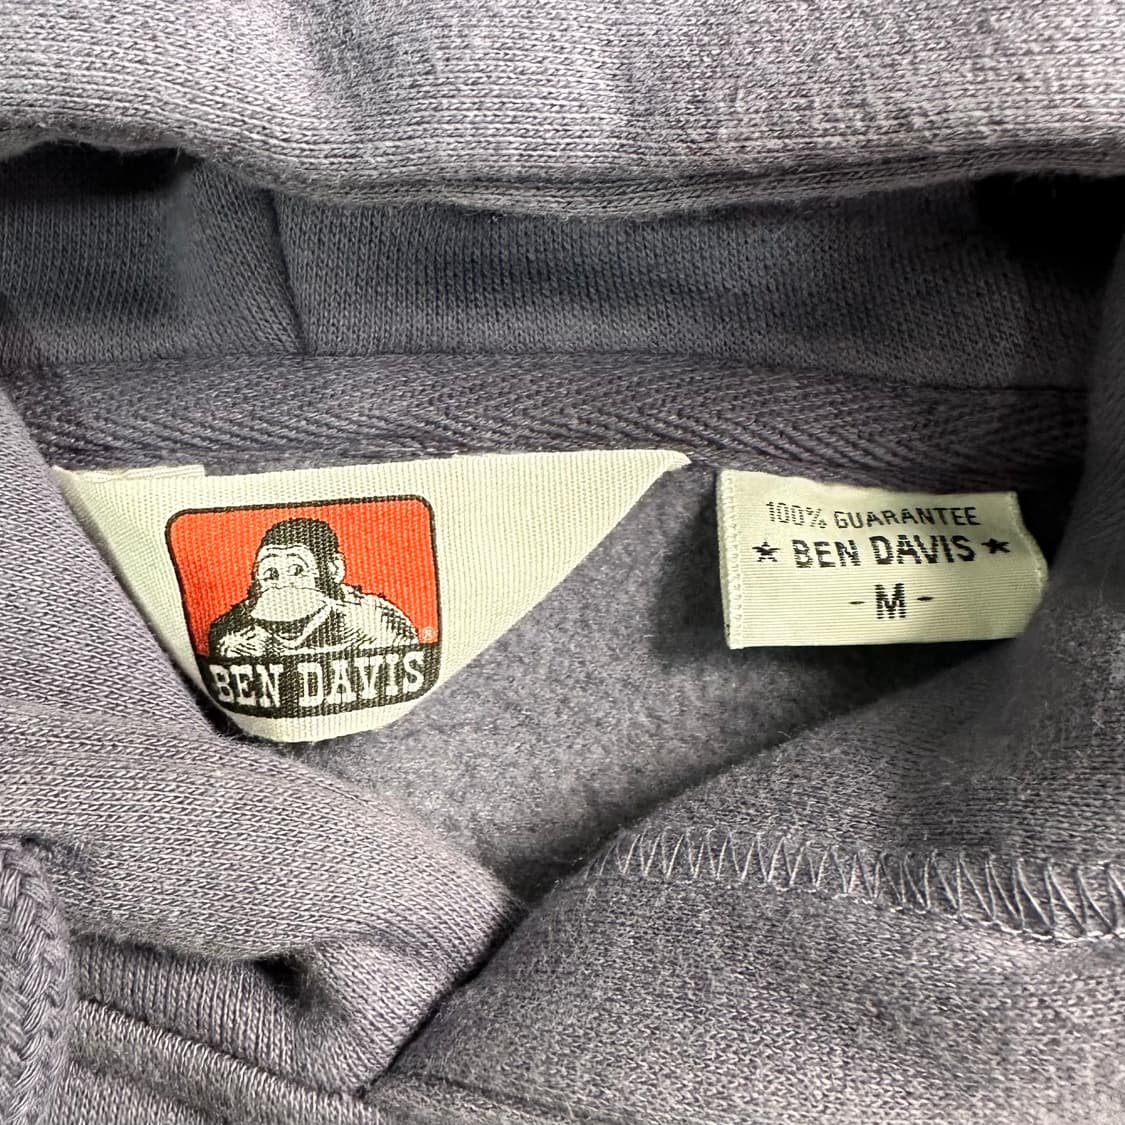 BEN DAVIS
®
100% GUARANTEE
★ BEN DAVIS ★
- M -